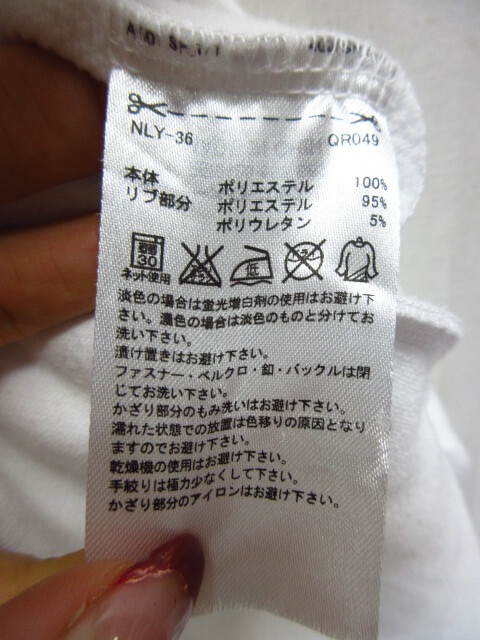 NLY-36 QR049
本体 ポリエステル 100%
リブ部分 ポリエステル 95%
ポリウレタン 5%
30 低
ネット使用
淡色の場合は蛍光増白剤の使用はお避け下
さい。濃色の場合は淡色のものと分けてお
洗い下さい。
漬け置きはお避け下さい。
ファスナー・ベルクロ・釦・バックルは閉
じてお洗い下さい。
かざり部分のもみ洗いはお避け下さい。
濡れた状態での放置は色移りの原因となり
ますのでお避け下さい。
乾燥機の使用はお避け下さい。
手絞りは極力少なくして下さい。
かざり部分のアイロンはお避け下さい。